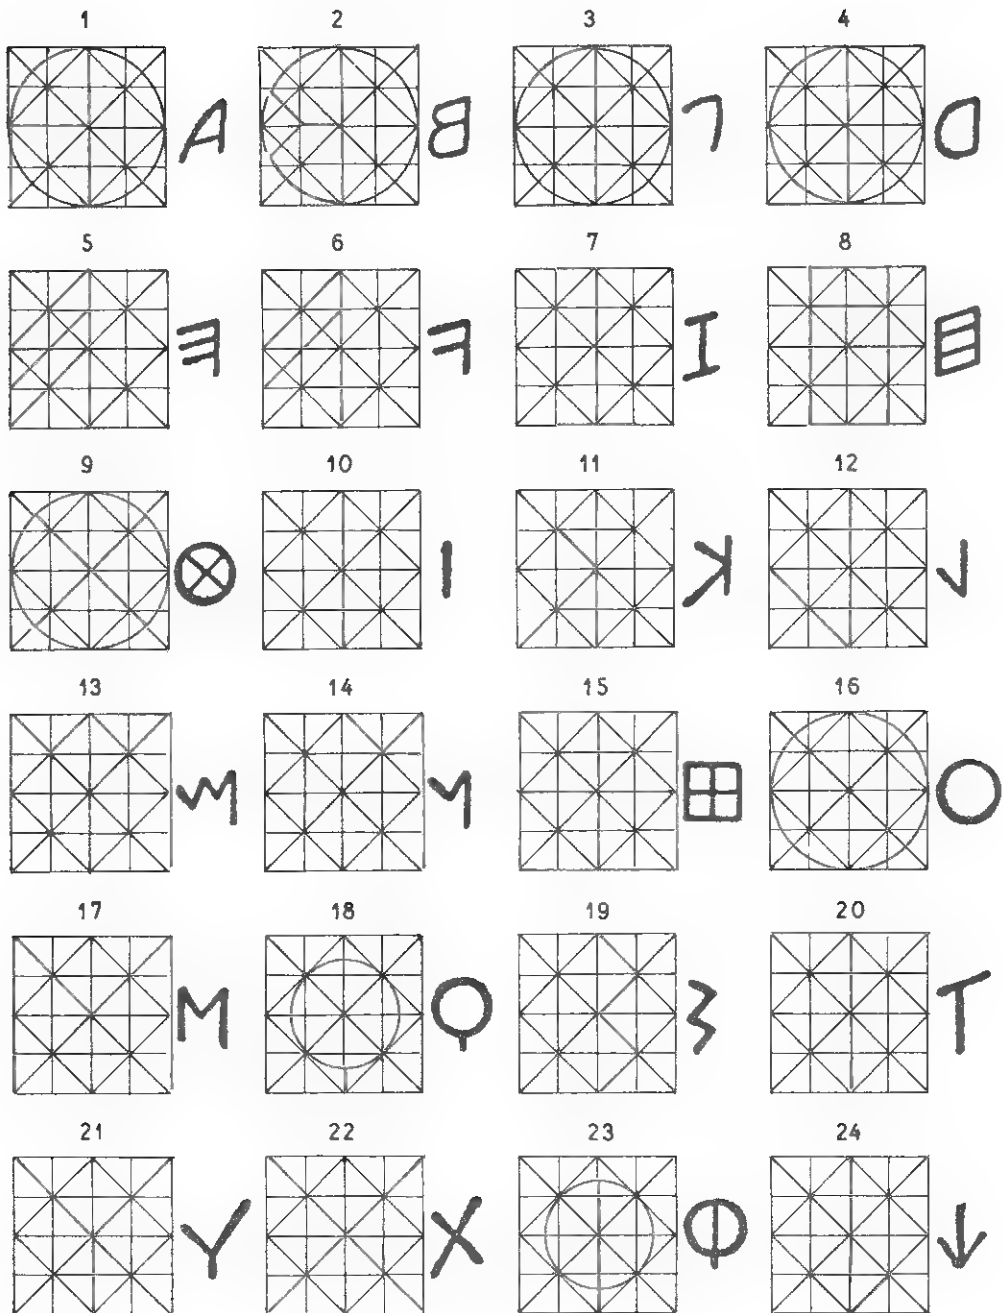 1 2 3 4
𐌀 𐌁 𐌂 𐌃
5 6 7 8
𐌄 𐌅 𐌆 𐌇
9 10 11 12
𐌈 𐌉 𐌊 𐌋
13 14 15 16
𐌌 𐌍 𐌎 𐌏
17 18 19 20
𐌑 𐌒 𐌔 𐌕
21 22 23 24
𐌖 𐌗 𐌘 𐌙